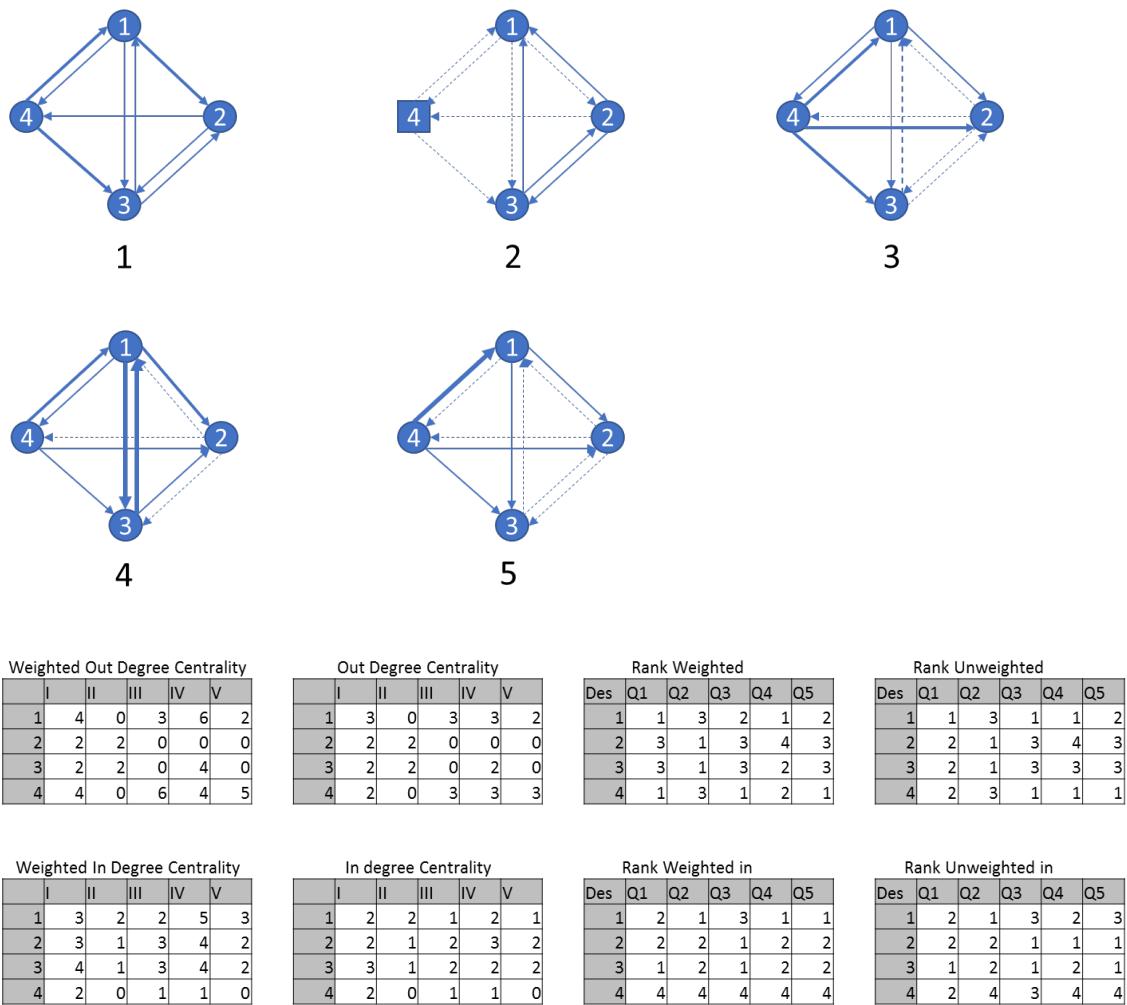 1 1 1
4 2 4 2 4 2
3 3 3
1 2 3
1 1
4 2 4 2
3 3
4 5
Weighted Out Degree Centrality Out Degree Centrality Rank Weighted Rank Unweighted
I II III IV V I II III IV V Des Q1 Q2 Q3 Q4 Q5 Des Q1 Q2 Q3 Q4 Q5
1 4 0 3 6 2 1 3 0 3 3 2 1 1 3 2 1 2 1 1 3 1 1 2
2 2 2 0 0 0 2 2 2 0 0 0 2 3 1 3 4 3 2 2 1 3 4 3
3 2 2 0 4 0 3 2 2 0 2 0 3 3 1 3 2 3 3 2 1 3 3 3
4 4 0 6 4 5 4 2 0 3 3 3 4 1 3 1 2 1 4 2 3 1 1 1
Weighted In Degree Centrality In degree Centrality Rank Weighted in Rank Unweighted in
I II III IV V I II III IV V Des Q1 Q2 Q3 Q4 Q5 Des Q1 Q2 Q3 Q4 Q5
1 3 2 2 5 3 1 2 2 1 2 1 1 2 1 3 1 1 1 2 1 3 2 3
2 3 1 3 4 2 2 2 1 2 3 2 2 2 2 1 2 2 2 2 2 1 1 1
3 4 1 3 4 2 3 3 1 2 2 2 3 1 2 1 2 2 3 1 2 1 2 1
4 2 0 1 1 0 4 2 0 1 1 0 4 4 4 4 4 4 4 2 4 3 4 4